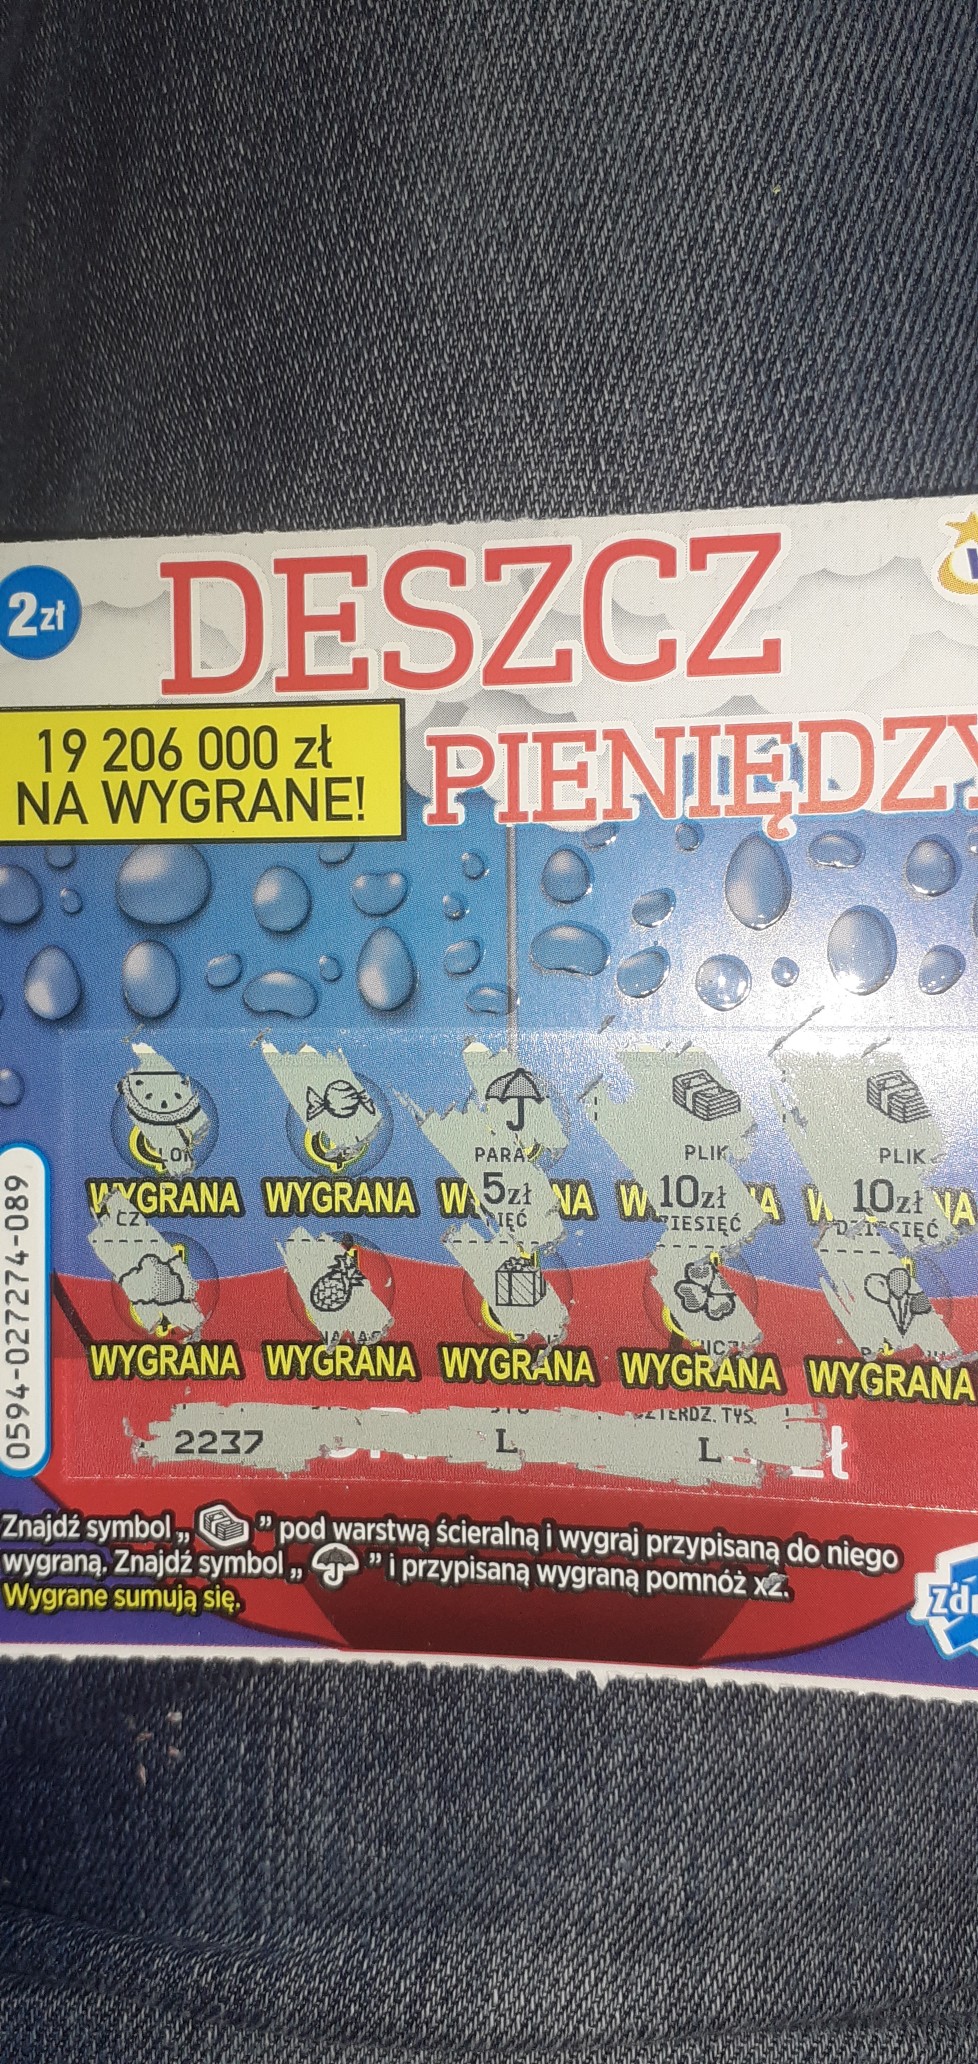 2zł
DESZCZ
PIENIĘDZY
19 206 000 zł
NA WYGRANE!
PLIK
PLIK
5zł
10zł
10zł
WYGRANA WYGRANA
WYGRANA WYGRANA WYGRANA WYGRANA WYGRANA
2237
L
L
zł
0594-027274-089
Znajdź symbol „ ” pod warstwą ścieralną i wygraj przypisaną do niego
wygraną. Znajdź symbol „ ” i przypisaną wygraną pomnóż x2.
Wygrane sumują się.